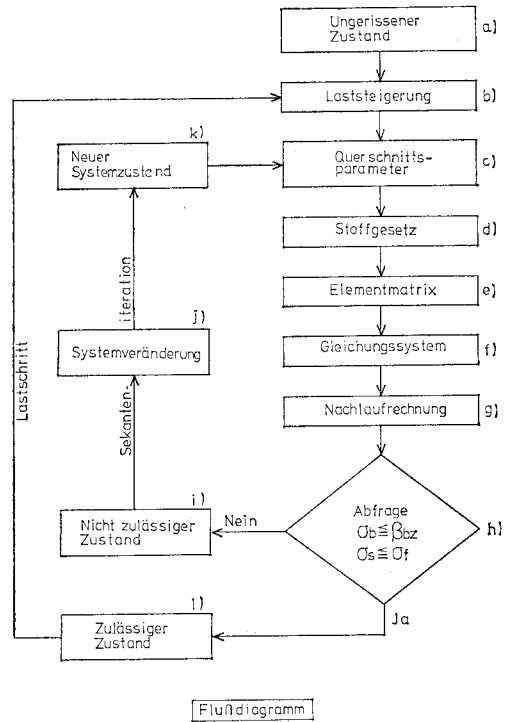 Ungerissener
Zustand
a)
Laststeigerung
b)
k)
Neuer
Systemzustand
Querschnitts-
parameter
c)
Stoffgesetz
d)
iteration
Elementmatrix
e)
j)
Systemveränderung
Gleichungssystem
f)
Lastschritt
Nachlaufrechnung
g)
Sekanten-
Abfrage
σb ≦ βbz
σs ≦ σf
h)
i)
Nicht zulässiger
Zustand
Nein
l)
Zulässiger
Zustand
Ja
Flußdiagramm